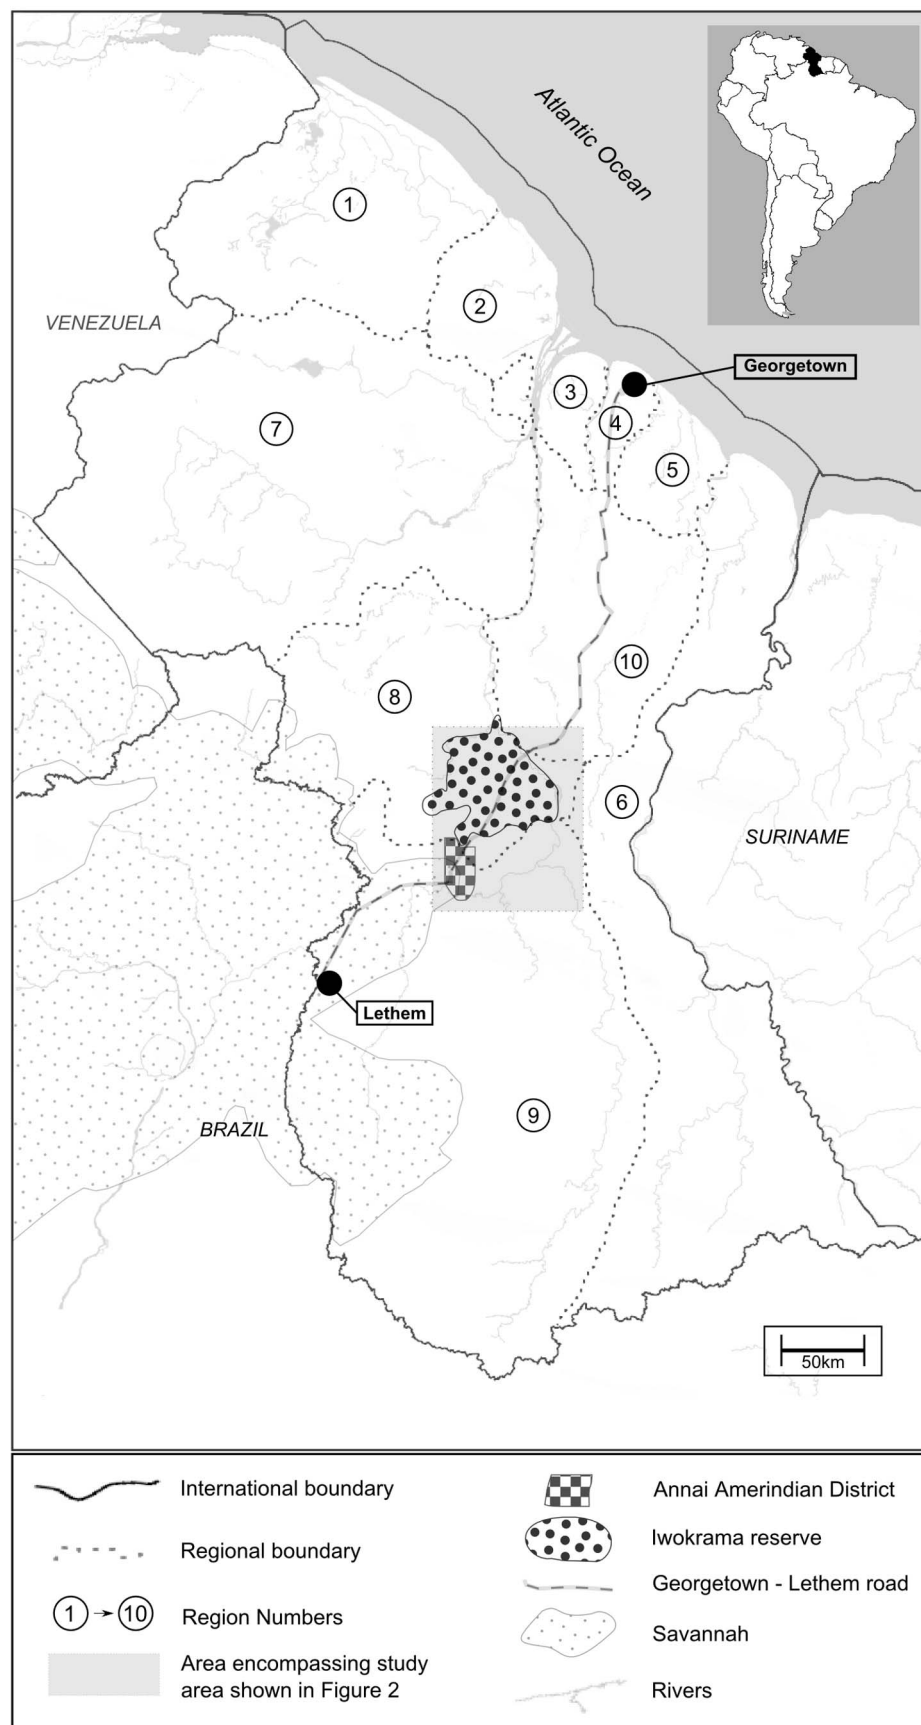 Atlantic Ocean
1
2
VENEZUELA
Georgetown
3
4
7
5
10
8
6
SURINAME
Lethem
9
BRAZIL
50km
International boundary
Regional boundary
1 → 10 Region Numbers
Area encompassing study
area shown in Figure 2
Annai Amerindian District
Iwokrama reserve
Georgetown - Lethem road
Savannah
Rivers